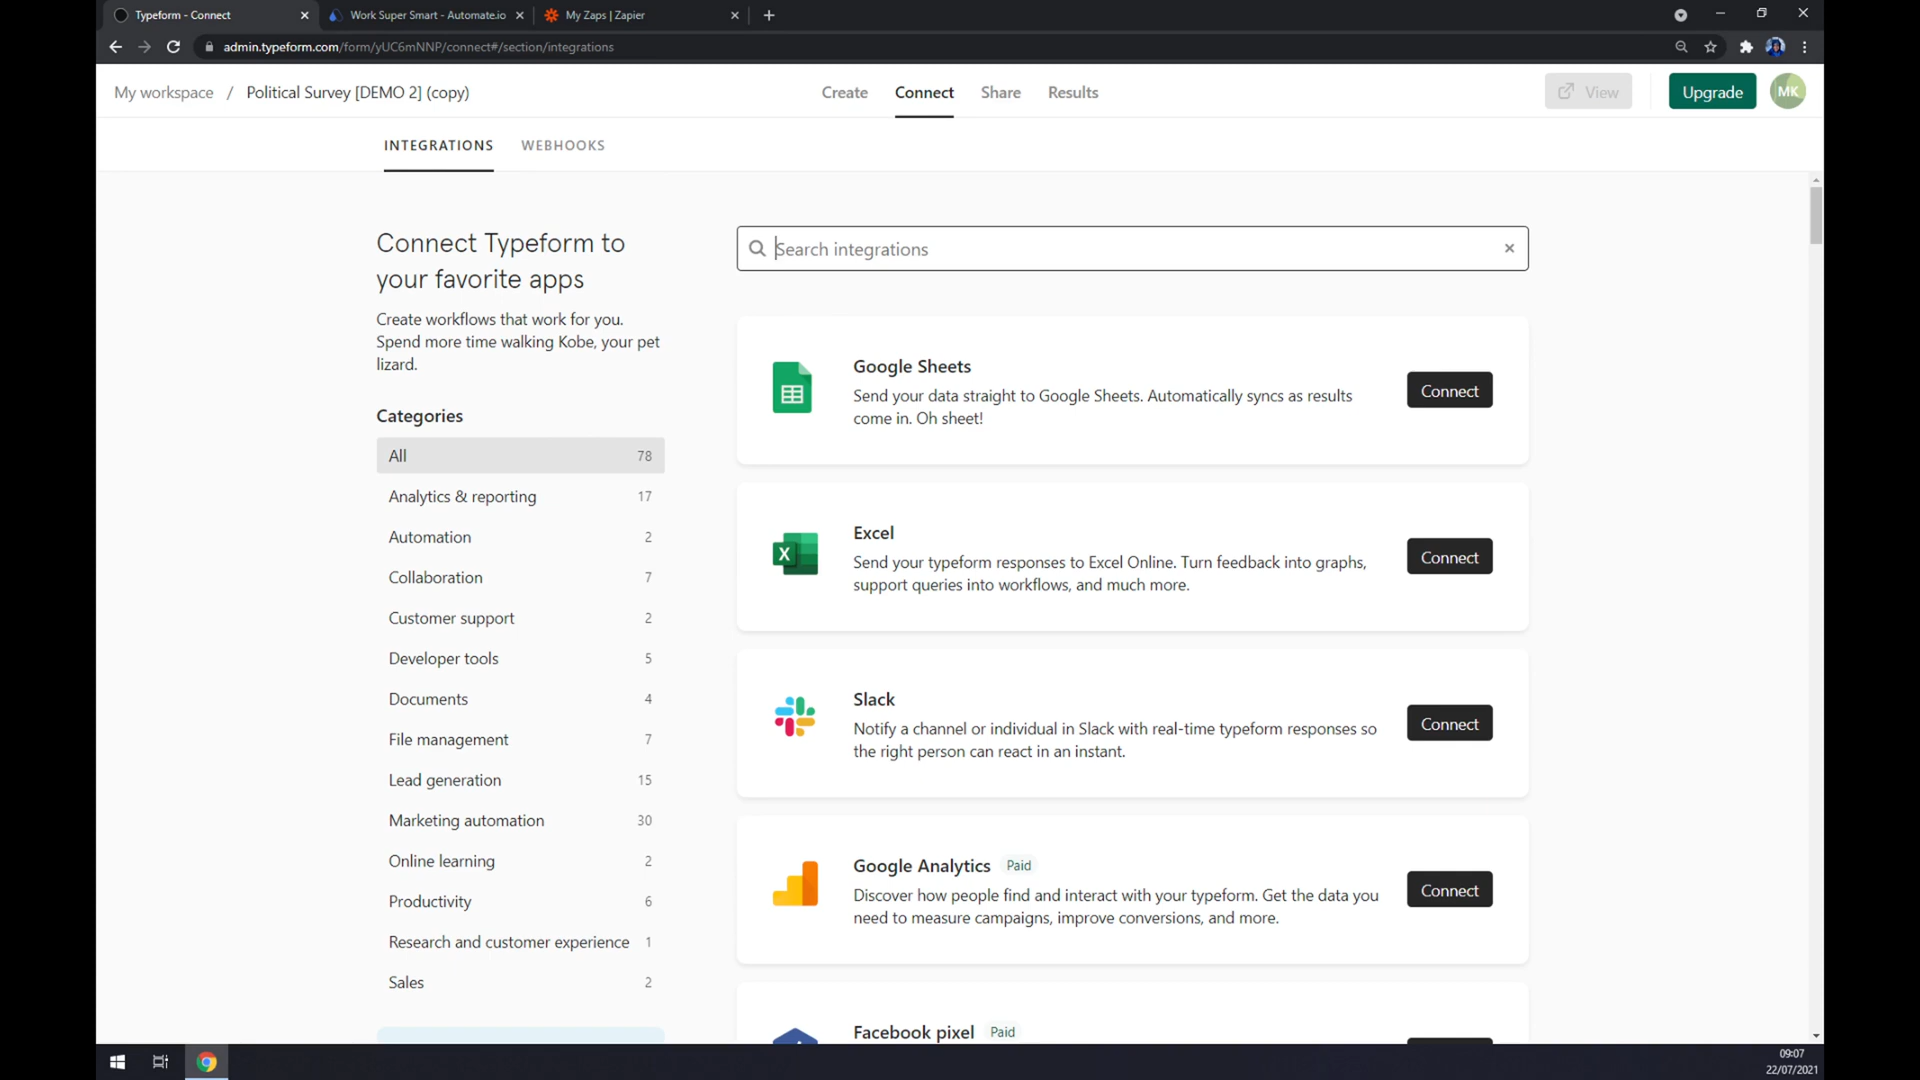 Typeform - Connect
Work Super Smart - Automate.io
My Zaps | Zapier
admin.typeform.com/form/yUC6mNNP/connect#/section/integrations
My workspace / Political Survey [DEMO 2] (copy)
Create
Connect
Share
Results
View
Upgrade
MK
INTEGRATIONS
WEBHOOKS
Connect Typeform to
your favorite apps
Create workflows that work for you.
Spend more time walking Kobe, your pet
lizard.
Categories
All 78
Analytics & reporting 17
Automation 2
Collaboration 7
Customer support 2
Developer tools 5
Documents 4
File management 7
Lead generation 15
Marketing automation 30
Online learning 2
Productivity 6
Research and customer experience 1
Sales 2
Search integrations
Google Sheets
Send your data straight to Google Sheets. Automatically syncs as results
come in. Oh sheet!
Connect
Excel
Send your typeform responses to Excel Online. Turn feedback into graphs,
support queries into workflows, and much more.
Connect
Slack
Notify a channel or individual in Slack with real-time typeform responses so
the right person can react in an instant.
Connect
Google Analytics Paid
Discover how people find and interact with your typeform. Get the data you
need to measure campaigns, improve conversions, and more.
Connect
Facebook pixel Paid
09:07
22/07/2021